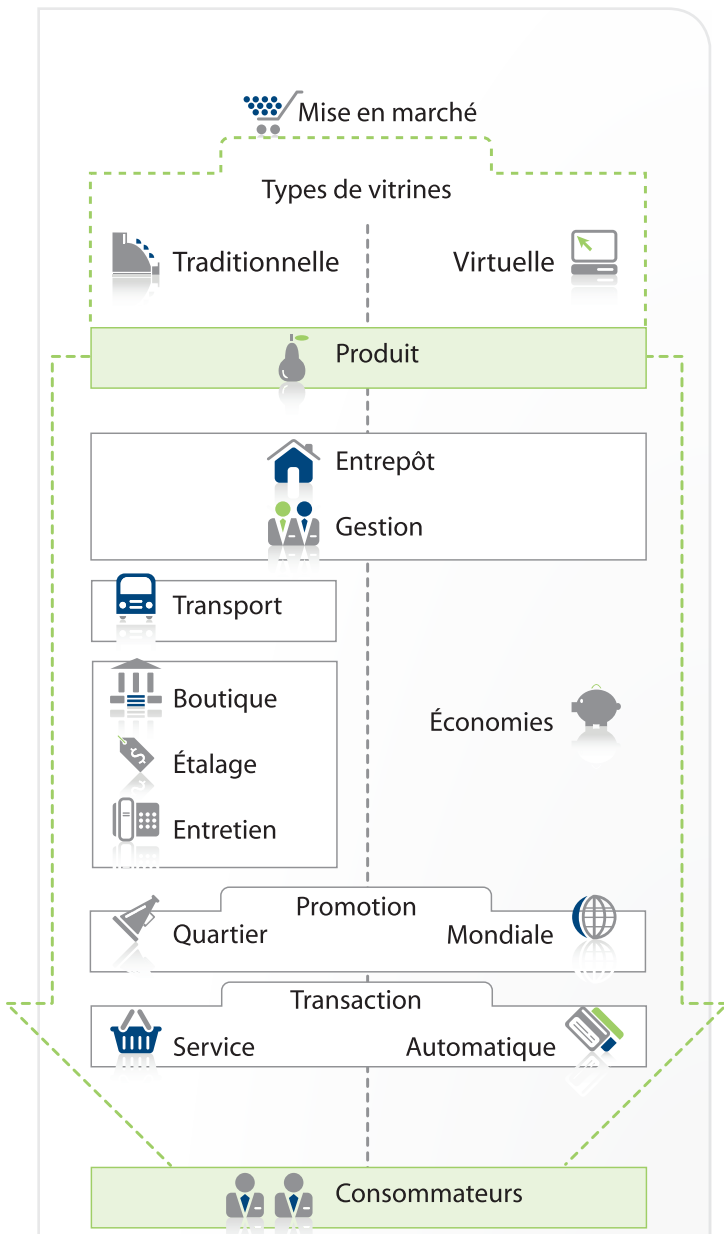 Mise en marché
Types de vitrines
Traditionnelle
Virtuelle
Produit
Entrepôt
Gestion
Transport
Boutique
Étalage
Entretien
Économies
Promotion
Quartier
Mondiale
Transaction
Service
Automatique
Consommateurs